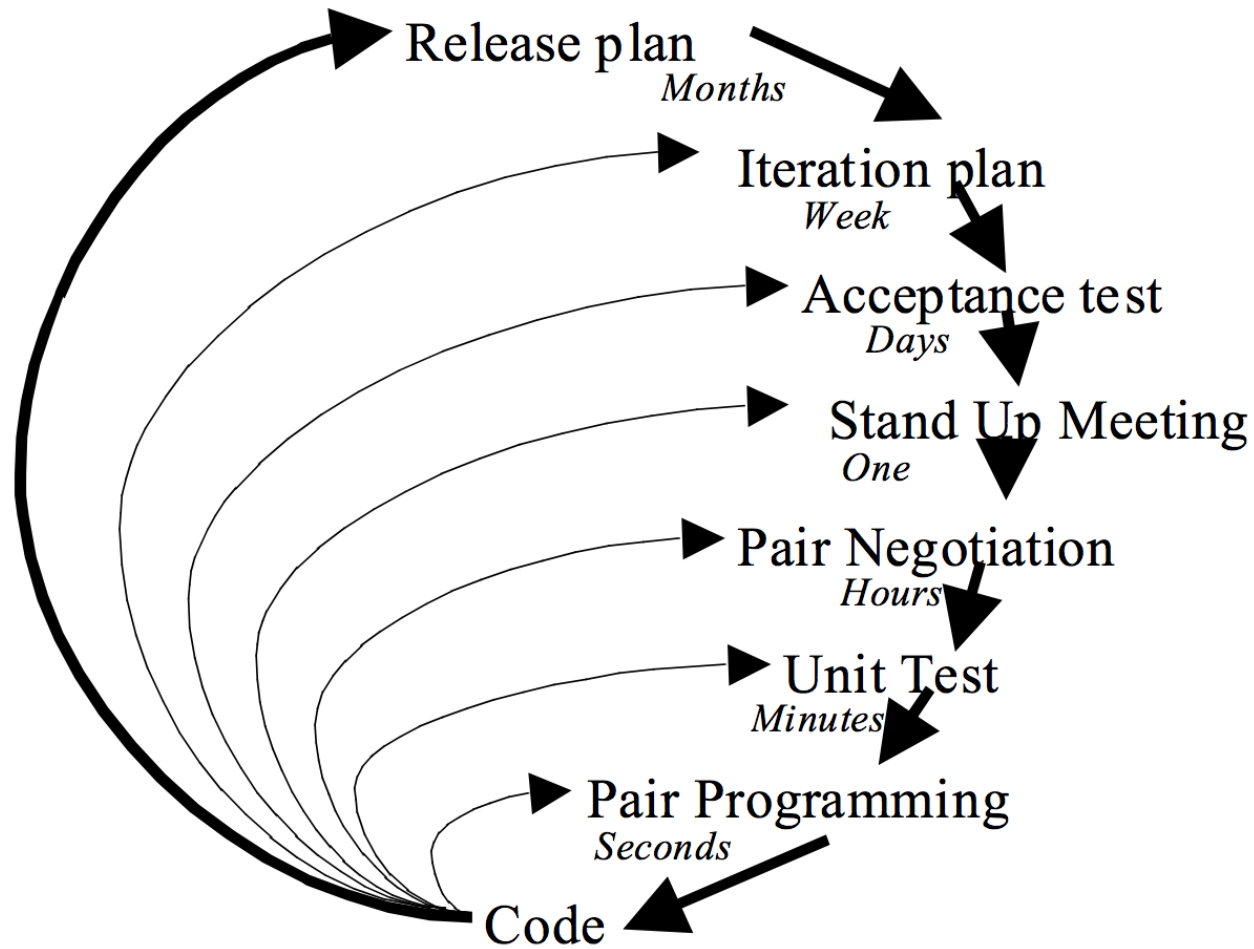 Release plan
Months
Iteration plan
Week
Acceptance test
Days
Stand Up Meeting
One
Pair Negotiation
Hours
Unit Test
Minutes
Pair Programming
Seconds
Code